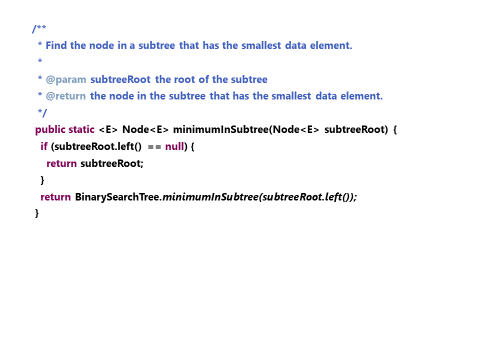 /**
* Find the node in a subtree that has the smallest data element.
*
* @param subtreeRoot the root of the subtree
* @return the node in the subtree that has the smallest data element.
*/
public static <E> Node<E> minimumInSubtree(Node<E> subtreeRoot) {
if (subtreeRoot.left() == null) {
return subtreeRoot;
}
return BinarySearchTree.minimumInSubtree(subtreeRoot.left());
}